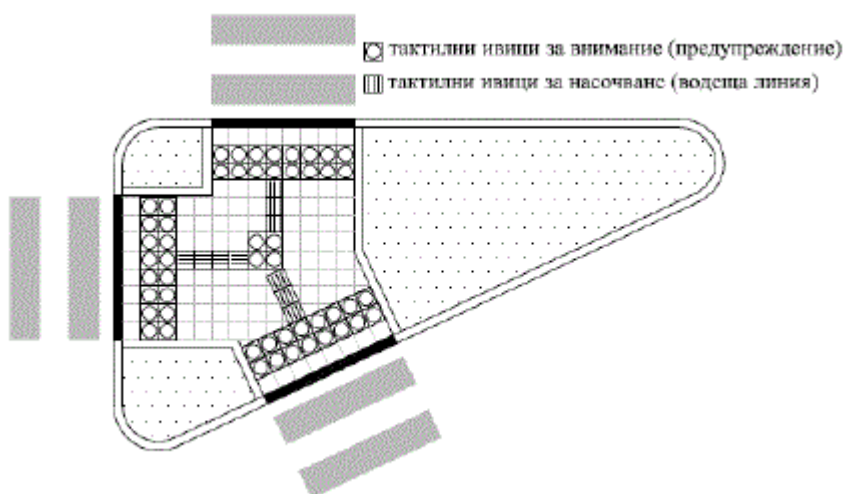 тактилни ивици за внимание (предупреждение)
тактилни ивици за насочване (водеща линия)